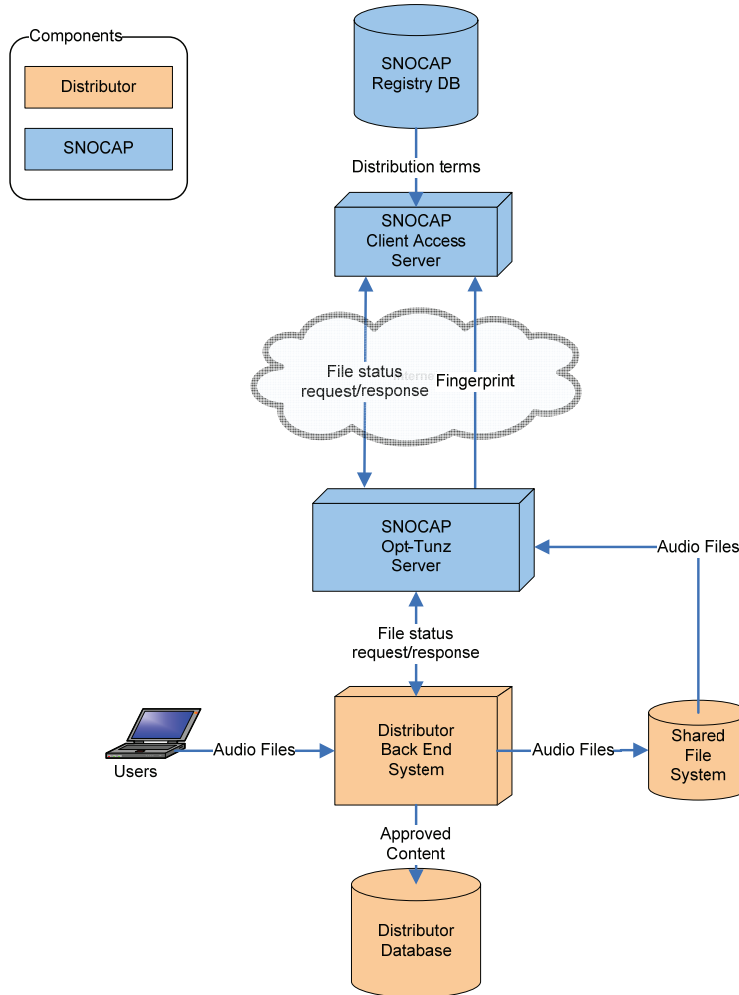 Components
Distributor
SNOCAP
SNOCAP
Registry DB
Distribution terms
SNOCAP
Client Access
Server
File status
request/response
Internet
Fingerprint
SNOCAP
Opt-Tunz
Server
Audio Files
File status
request/response
Users
Audio Files
Distributor
Back End
System
Audio Files
Shared
File
System
Approved
Content
Distributor
Database